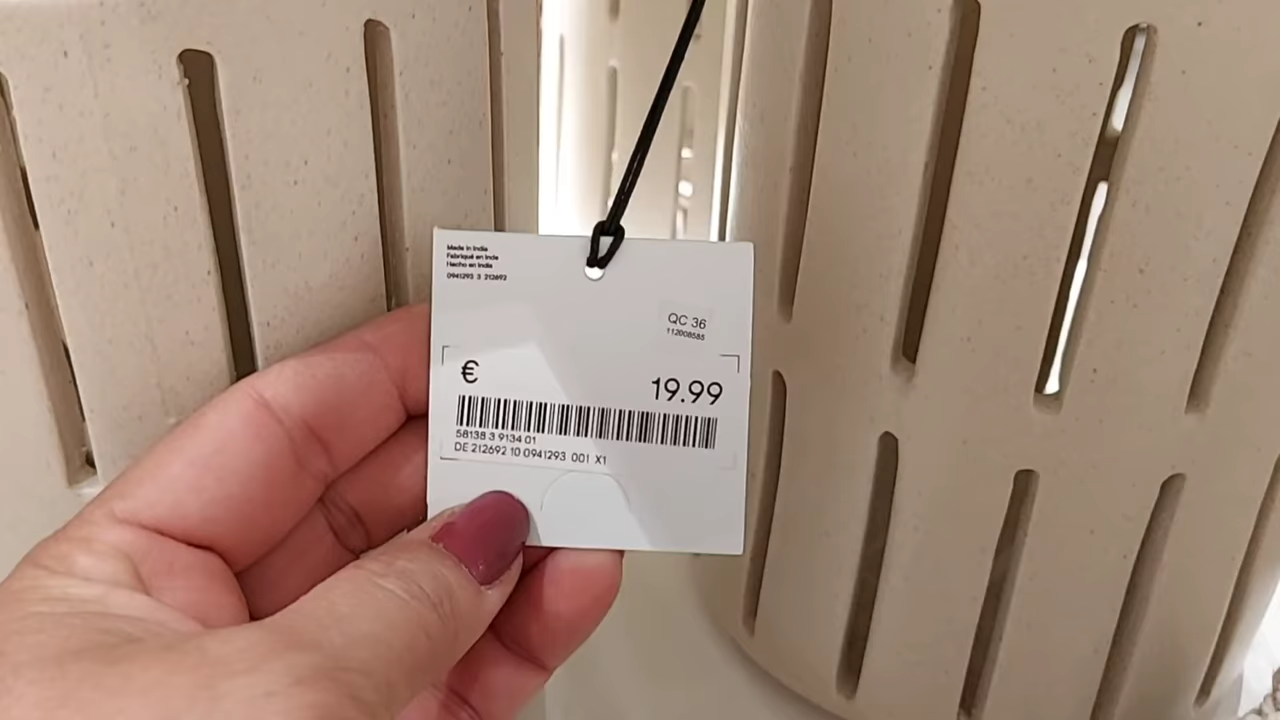 Made in India
Fabriqué en Inde
Hecho en India
0941293 3 212692
QC 36
112008585
€ 19.99
58138 3 9134 01
DE 212692 10 0941293 001 X1